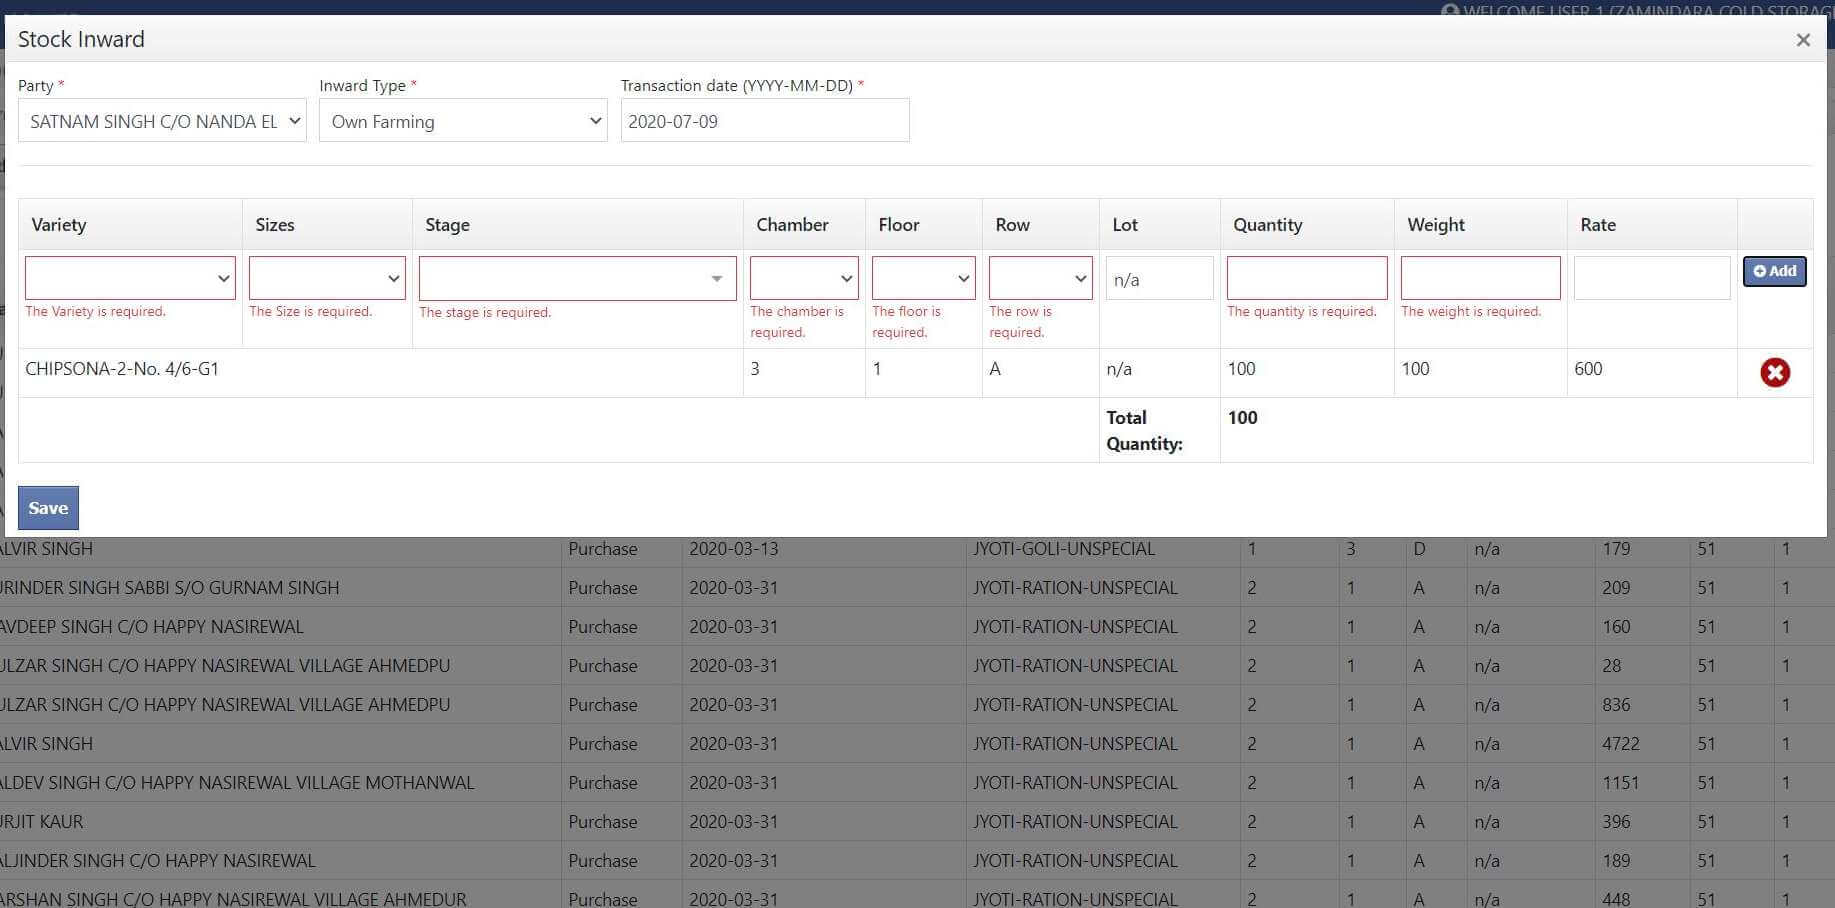 WELCOME USER 1 (ZAMINDARA COLD STORAG
Stock Inward
Party * Inward Type * Transaction date (YYYY-MM-DD) *
SATNAM SINGH C/O NANDA EL Own Farming 2020-07-09
Variety Sizes Stage Chamber Floor Row Lot Quantity Weight Rate
n/a Add
The Variety is required. The Size is required. The stage is required. The chamber is required. The floor is required. The row is required. The quantity is required. The weight is required.
CHIPSONA-2-No. 4/6-G1 3 1 A n/a 100 100 600
Total Quantity: 100
Save
ALVIR SINGH Purchase 2020-03-13 JYOTI-GOLI-UNSPECIAL 1 3 D n/a 179 51 1
URINDER SINGH SABBI S/O GURNAM SINGH Purchase 2020-03-31 JYOTI-RATION-UNSPECIAL 2 1 A n/a 209 51 1
AVDEEP SINGH C/O HAPPY NASIREWAL Purchase 2020-03-31 JYOTI-RATION-UNSPECIAL 2 1 A n/a 160 51 1
ULZAR SINGH C/O HAPPY NASIREWAL VILLAGE AHMEDPU Purchase 2020-03-31 JYOTI-RATION-UNSPECIAL 2 1 A n/a 28 51 1
ULZAR SINGH C/O HAPPY NASIREWAL VILLAGE AHMEDPU Purchase 2020-03-31 JYOTI-RATION-UNSPECIAL 2 1 A n/a 836 51 1
ALVIR SINGH Purchase 2020-03-31 JYOTI-RATION-UNSPECIAL 2 1 A n/a 4722 51 1
ALDEV SINGH C/O HAPPY NASIREWAL VILLAGE MOTHANWAL Purchase 2020-03-31 JYOTI-RATION-UNSPECIAL 2 1 A n/a 1151 51 1
URJIT KAUR Purchase 2020-03-31 JYOTI-RATION-UNSPECIAL 2 1 A n/a 396 51 1
ALJINDER SINGH C/O HAPPY NASIREWAL Purchase 2020-03-31 JYOTI-RATION-UNSPECIAL 2 1 A n/a 189 51 1
ARSHAN SINGH C/O HAPPY NASIREWAL VILLAGE AHMEDUR Purchase 2020-03-31 JYOTI-RATION-UNSPECIAL 2 1 A n/a 448 51 1